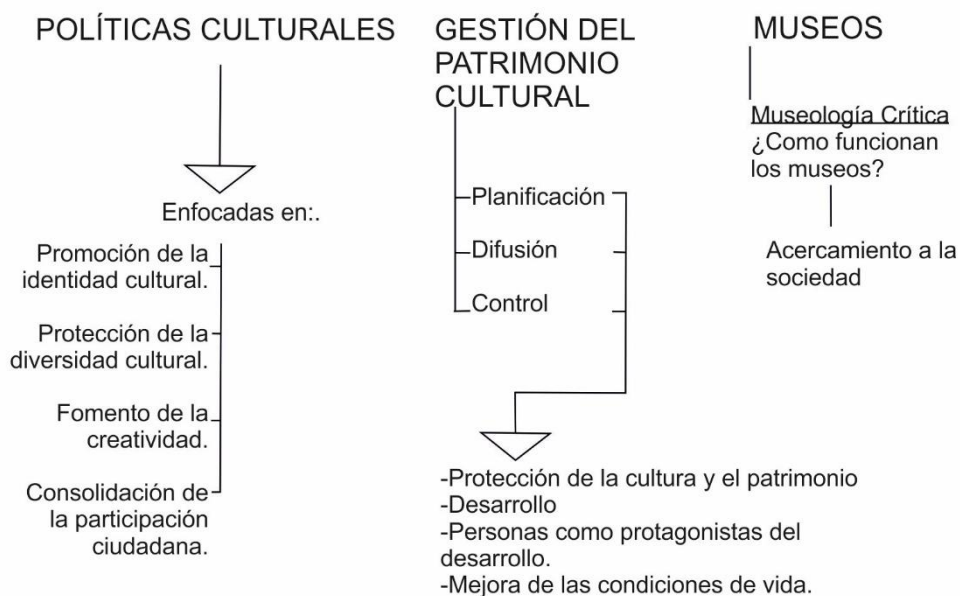 POLÍTICAS CULTURALES
Enfocadas en:.
Promoción de la
identidad cultural.
Protección de la
diversidad cultural.
Fomento de la
creatividad.
Consolidación de
la participación
ciudadana.
GESTIÓN DEL
PATRIMONIO
CULTURAL
Planificación
Difusión
Control
-Protección de la cultura y el patrimonio
-Desarrollo
-Personas como protagonistas del
desarrollo.
-Mejora de las condiciones de vida.
MUSEOS
Museología Crítica
¿Como funcionan
los museos?
Acercamiento a la
sociedad